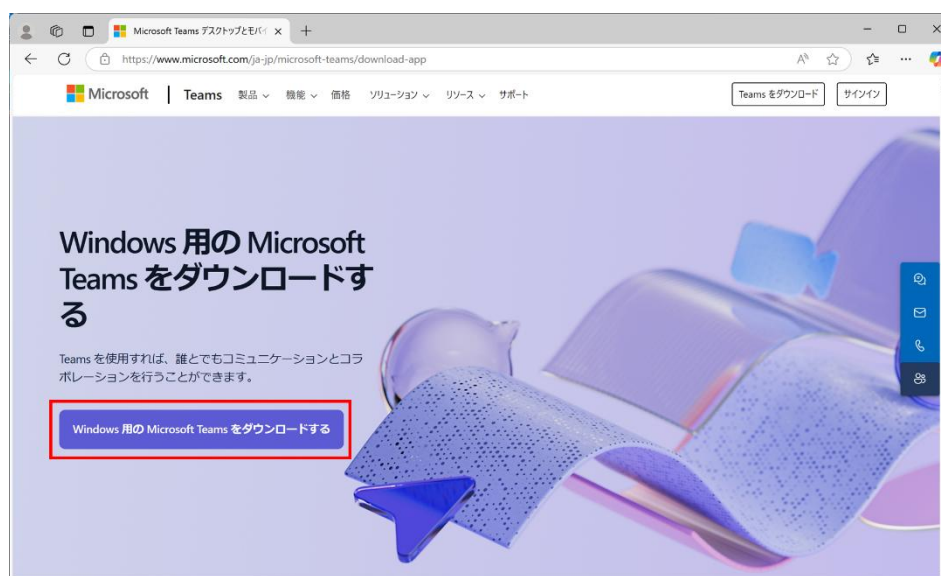 Microsoft Teams デスクトップとモバイ
https://www.microsoft.com/ja-jp/microsoft-teams/download-app
Microsoft Teams 製品 機能 価格 ソリューション リソース サポート Teams をダウンロード サインイン
Windows 用の Microsoft
Teams をダウンロードす
る
Teams を使用すれば、誰とでもコミュニケーションとコラ
ボレーションを行うことができます。
Windows 用の Microsoft Teams をダウンロードする